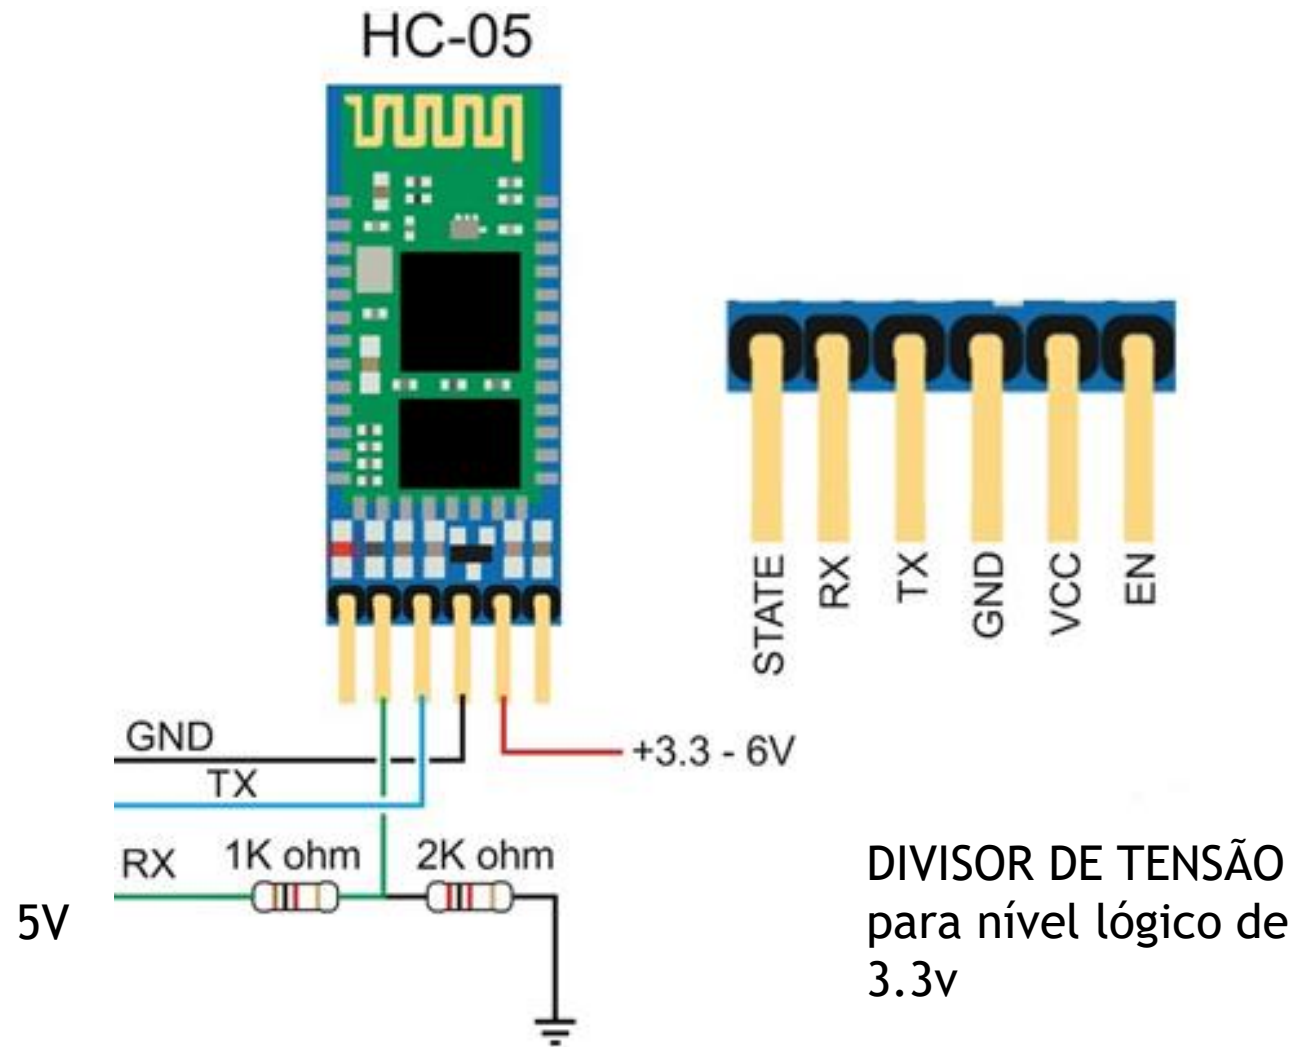 HC-05
STATE
RX
TX
GND
VCC
EN
GND
+3.3 - 6V
TX
RX
1K ohm
2K ohm
5V
DIVISOR DE TENSÃO
para nível lógico de
3.3v